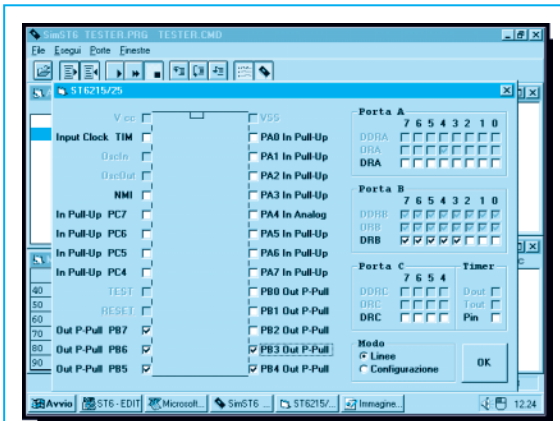 SimST6 TESTER.PRG TESTER.CMD
File Esegui Porte Finestre
ST6215/25
V cc VSS
Input Clock TIM PA0 In Pull-Up
OscIn PA1 In Pull-Up
OscOut PA2 In Pull-Up
NMI PA3 In Pull-Up
In Pull-Up PC7 PA4 In Analog
In Pull-Up PC6 PA5 In Pull-Up
In Pull-Up PC5 PA6 In Pull-Up
In Pull-Up PC4 PA7 In Pull-Up
TEST PB0 Out P-Pull
RESET PB1 Out P-Pull
Out P-Pull PB7 PB2 Out P-Pull
Out P-Pull PB6 PB3 Out P-Pull
Out P-Pull PB5 PB4 Out P-Pull
Porta A
7 6 5 4 3 2 1 0
DDRA
ORA
DRA
Porta B
7 6 5 4 3 2 1 0
DDRB
ORB
DRB
Porta C Timer
7 6 5 4
DDRC Dout
ORC Tout
DRC Pin
Modo
Linee
Configurazione
OK
40
50
60
70
80
90
Avvio ST6-EDIT Microsoft... SimST6 ... ST6215/... Immagine... 12.24